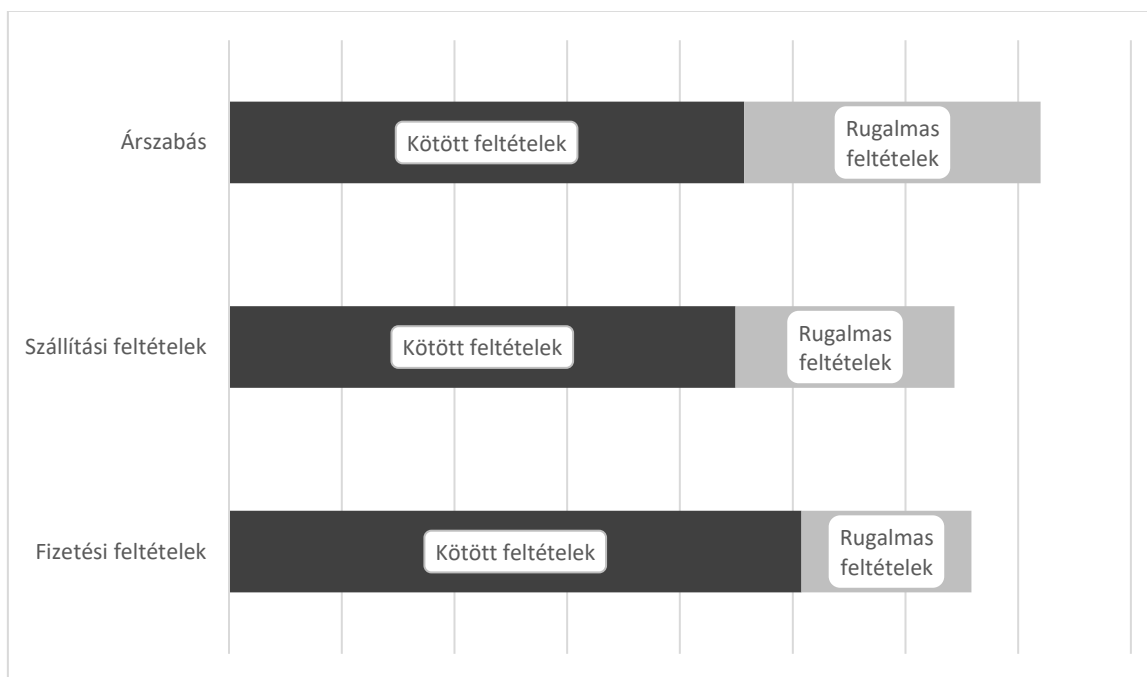 Árszabás
Kötött feltételek
Rugalmas
feltételek
Szállítási feltételek
Kötött feltételek
Rugalmas
feltételek
Fizetési feltételek
Kötött feltételek
Rugalmas
feltételek